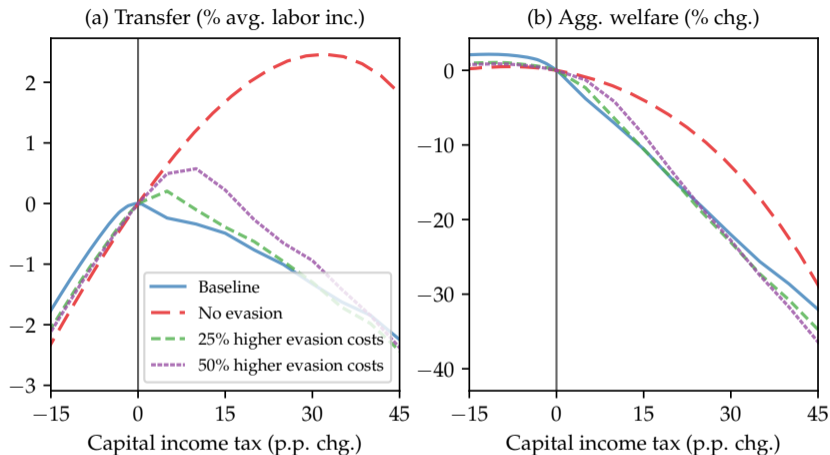 (a) Transfer (% avg. labor inc.)
2
1
0
−1
−2
−3
Baseline
No evasion
25% higher evasion costs
50% higher evasion costs
−15 0 15 30 45
Capital income tax (p.p. chg.)
(b) Agg. welfare (% chg.)
0
−10
−20
−30
−40
−15 0 15 30 45
Capital income tax (p.p. chg.)